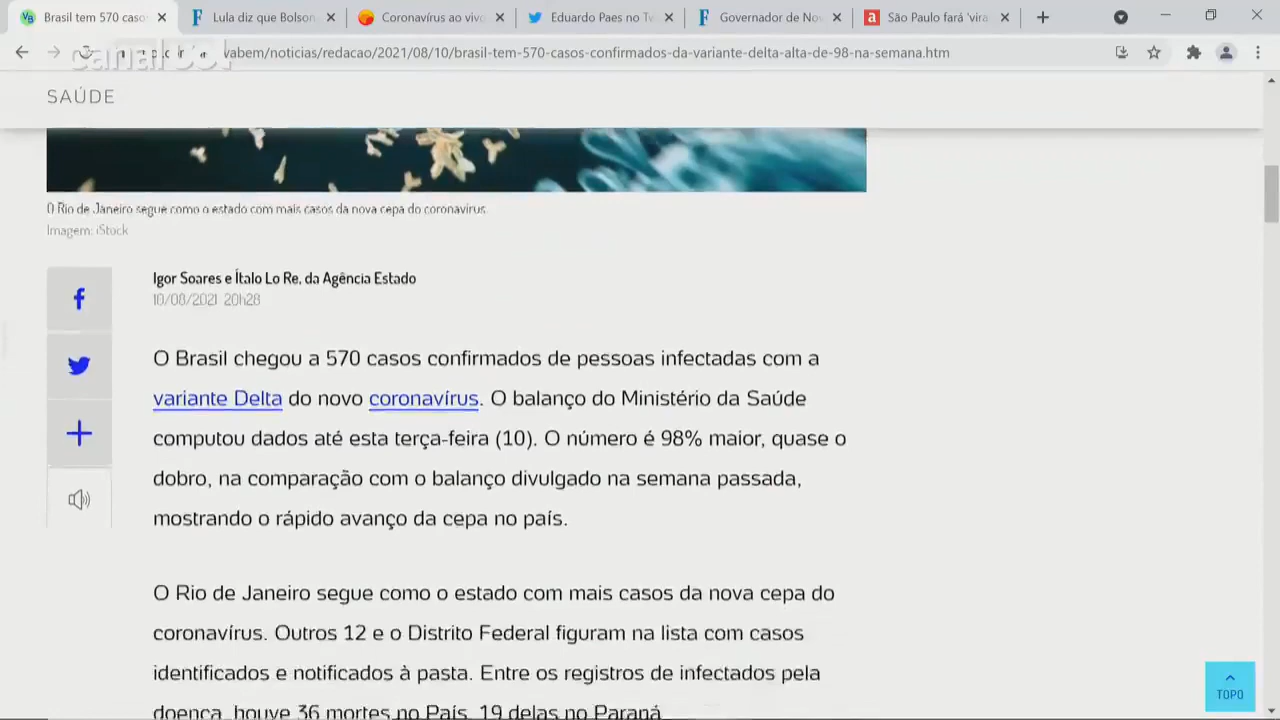 Brasil tem 570 caso
Lula diz que Bolson
Coronavírus ao vivo
Eduardo Paes no Tw
Governador de No
São Paulo fará 'vira
vabem/noticias/redacao/2021/08/10/brasil-tem-570-casos-confirmados-da-variante-delta-alta-de-98-na-semana.htm
SAÚDE
O Rio de Janeiro segue como o estado com mais casos da nova cepa do coronavírus
Imagem: iStock
Igor Soares e Ítalo Lo Re, da Agência Estado
10/08/2021 20h28
O Brasil chegou a 570 casos confirmados de pessoas infectadas com a
variante Delta do novo coronavírus. O balanço do Ministério da Saúde
computou dados até esta terça-feira (10). O número é 98% maior, quase o
dobro, na comparação com o balanço divulgado na semana passada,
mostrando o rápido avanço da cepa no país.
O Rio de Janeiro segue como o estado com mais casos da nova cepa do
coronavírus. Outros 12 e o Distrito Federal figuram na lista com casos
identificados e notificados à pasta. Entre os registros de infectados pela
doença, houve 36 mortes no País, 19 delas no Paraná.
TOPO